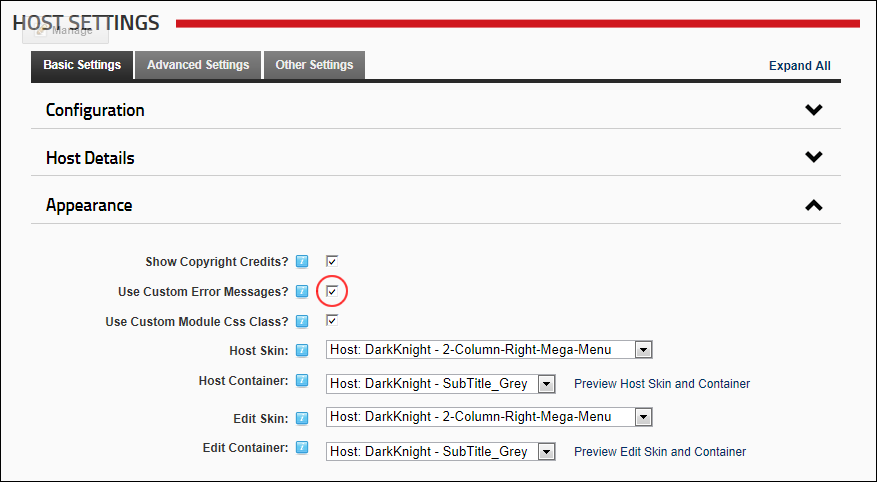 HOST SETTINGS
Manage
Basic Settings Advanced Settings Other Settings Expand All
Configuration
Host Details
Appearance
Show Copyright Credits?
Use Custom Error Messages?
Use Custom Module Css Class?
Host Skin: Host: DarkKnight - 2-Column-Right-Mega-Menu
Host Container: Host: DarkKnight - SubTitle_Grey Preview Host Skin and Container
Edit Skin: Host: DarkKnight - 2-Column-Right-Mega-Menu
Edit Container: Host: DarkKnight - SubTitle_Grey Preview Edit Skin and Container